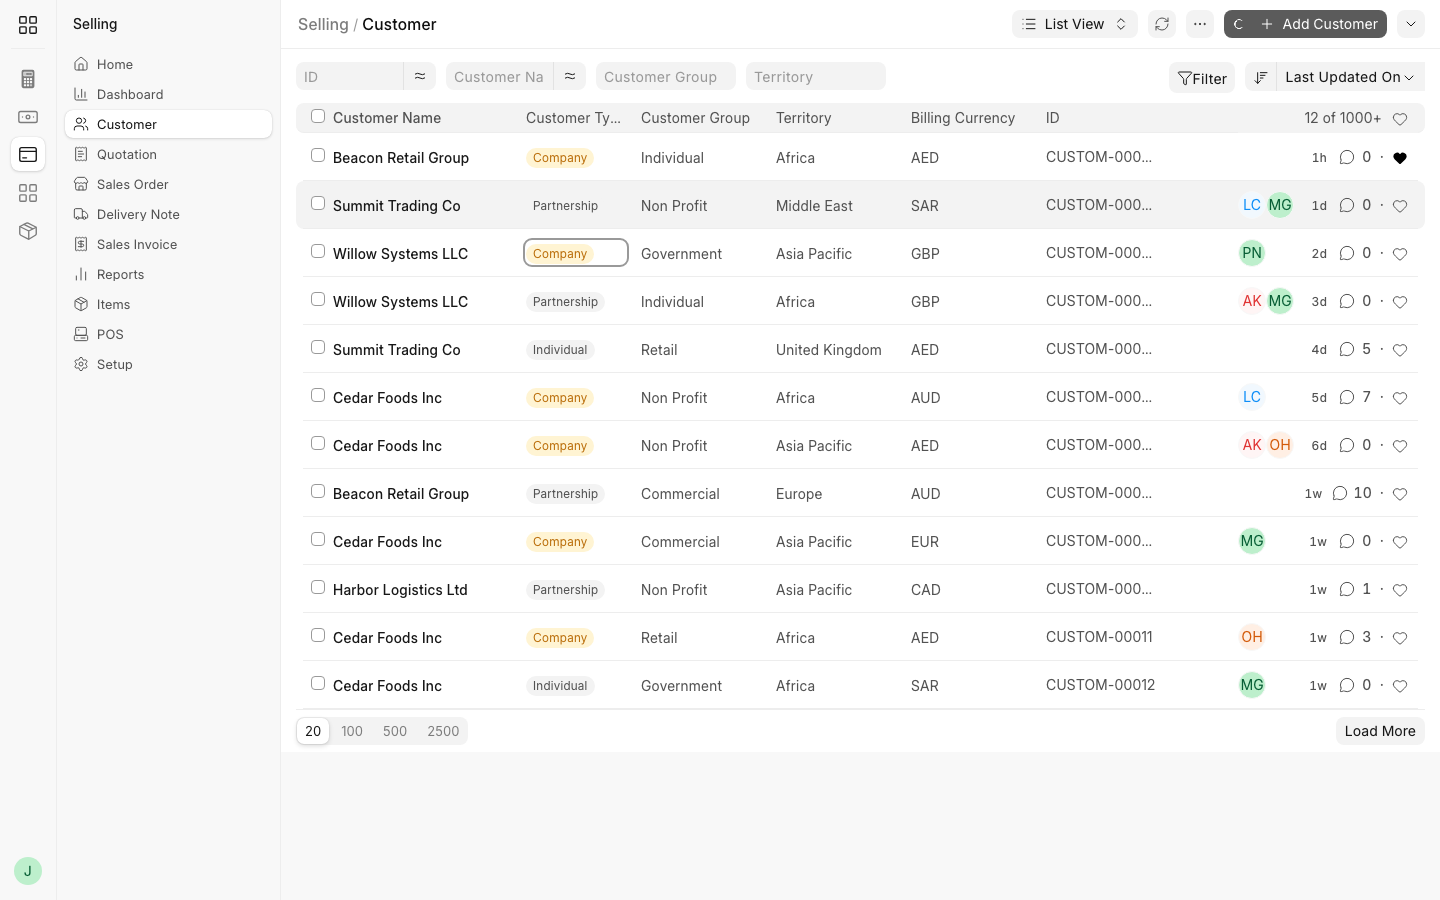 Selling
Home
Dashboard
Customer
Quotation
Sales Order
Delivery Note
Sales Invoice
Reports
Items
POS
Setup
J
Selling / Customer
List View
Add Customer
ID
≈
Customer Na
≈
Customer Group
Territory
Filter
Last Updated On
Customer Name Customer Ty... Customer Group Territory Billing Currency ID 12 of 1000+
Beacon Retail Group Company Individual Africa AED CUSTOM-000... 1h 0 ·
Summit Trading Co Partnership Non Profit Middle East SAR CUSTOM-000... LC MG 1d 0 ·
Willow Systems LLC Company Government Asia Pacific GBP CUSTOM-000... PN 2d 0 ·
Willow Systems LLC Partnership Individual Africa GBP CUSTOM-000... AK MG 3d 0 ·
Summit Trading Co Individual Retail United Kingdom AED CUSTOM-000... 4d 5 ·
Cedar Foods Inc Company Non Profit Africa AUD CUSTOM-000... LC 5d 7 ·
Cedar Foods Inc Company Non Profit Asia Pacific AED CUSTOM-000... AK OH 6d 0 ·
Beacon Retail Group Partnership Commercial Europe AUD CUSTOM-000... 1w 10 ·
Cedar Foods Inc Company Commercial Asia Pacific EUR CUSTOM-000... MG 1w 0 ·
Harbor Logistics Ltd Partnership Non Profit Asia Pacific CAD CUSTOM-000... 1w 1 ·
Cedar Foods Inc Company Retail Africa AED CUSTOM-00011 OH 1w 3 ·
Cedar Foods Inc Individual Government Africa SAR CUSTOM-00012 MG 1w 0 ·
20 100 500 2500
Load More